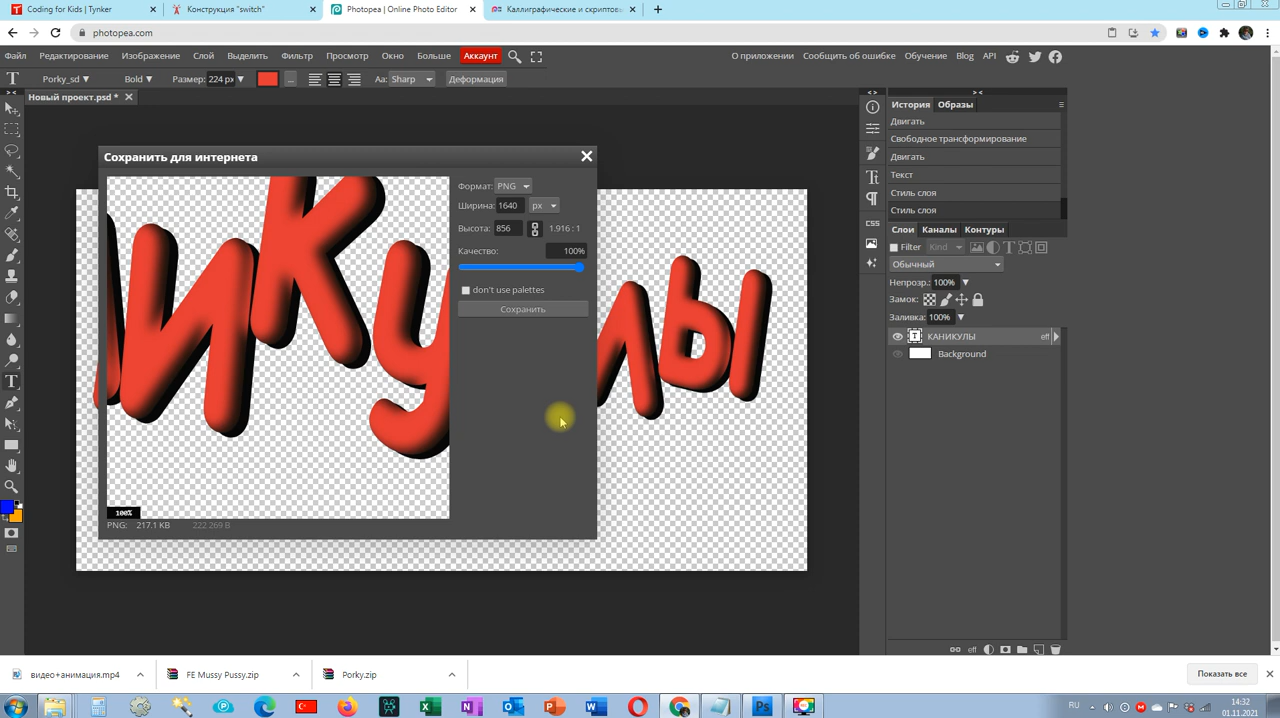 Coding for Kids | Tynker
Конструкция "switch"
Photopea | Online Photo Editor
Каллиграфические и скриптов
photopea.com
Файл Редактирование Изображение Слой Выделить Фильтр Просмотр Окно Больше Аккаунт
О приложении Сообщить об ошибке Обучение Blog API
Porky_sd Bold Размер: 224 px ... Aa: Sharp Деформация
Новый проект.psd *
Сохранить для интернета
Формат: PNG
Ширина: 1640 px
Высота: 856 1.916 : 1
Качество: 100%
don't use palettes
Сохранить
100%
PNG: 217.1 KB 222 269 B
иКу
лы
История Образы
Двигать
Свободное трансформирование
Двигать
Текст
Стиль слоя
Стиль слоя
Слои Каналы Контуры
Filter Kind
Обычный
Непрозр.: 100%
Замок:
Заливка: 100%
КАНИКУЛЫ eff
Background
CSS
eff
видео+анимация.mp4
FE Mussy Pussy.zip
Porky.zip
Показать все
RU
14:32
01.11.2021